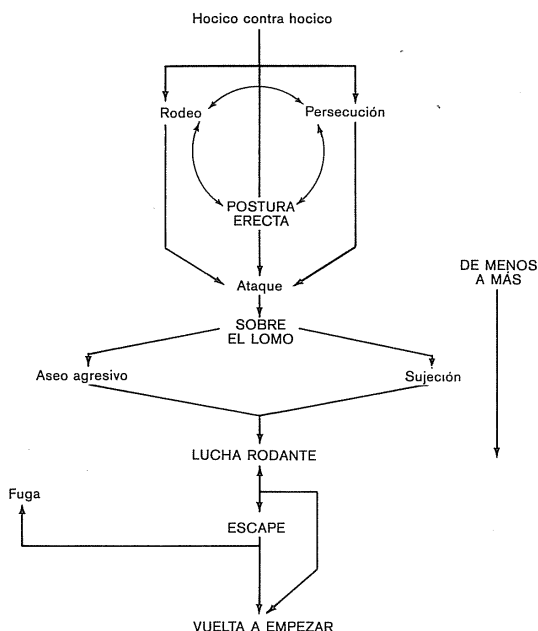 Hocico contra hocico
Rodeo
Persecución
POSTURA
ERECTA
Ataque
DE MENOS
A MÁS
SOBRE
EL LOMO
Aseo agresivo
Sujeción
LUCHA RODANTE
Fuga
ESCAPE
VUELTA A EMPEZAR